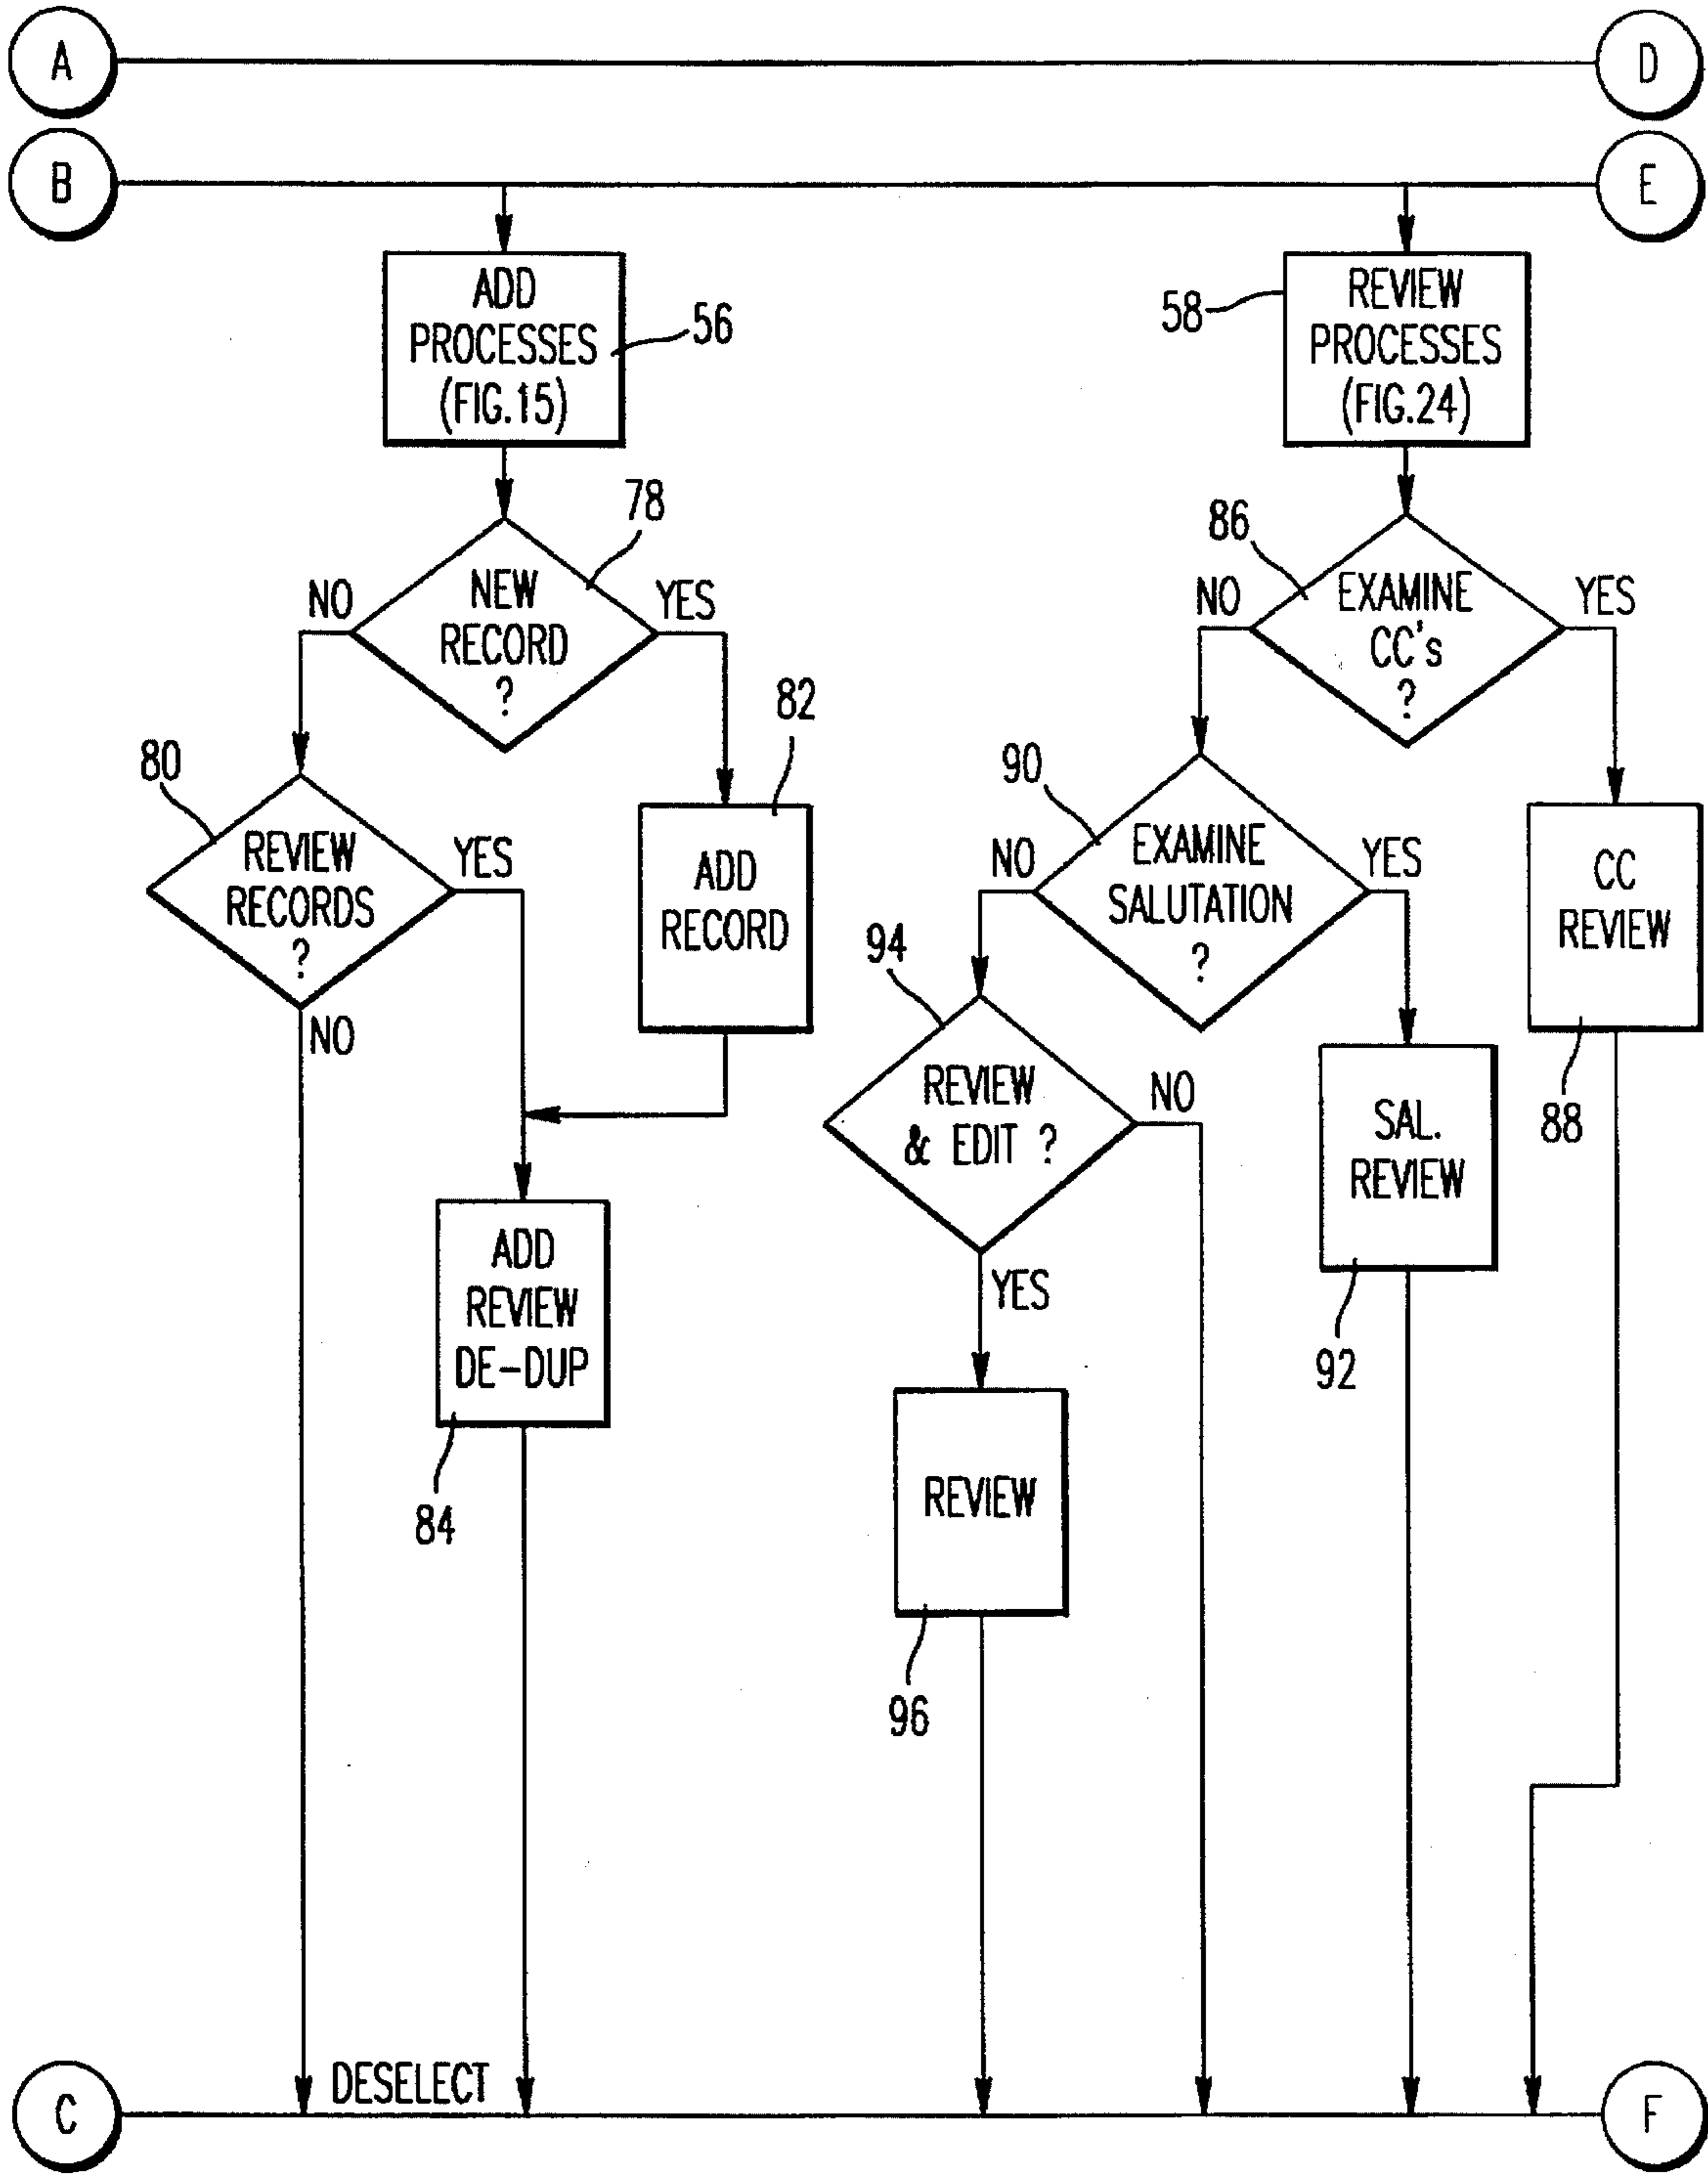 A
D
B
E
ADD
PROCESSES
(FIG.15)
56
58
REVIEW
PROCESSES
(FIG.24)
78
NO
NEW
RECORD
?
YES
86
NO
EXAMINE
CC's
?
YES
80
REVIEW
RECORDS
?
YES
NO
82
ADD
RECORD
90
NO
EXAMINE
SALUTATION
?
YES
CC
REVIEW
88
94
REVIEW
& EDIT ?
NO
YES
SAL.
REVIEW
92
ADD
REVIEW
DE-DUP
84
REVIEW
96
DESELECT
C
F